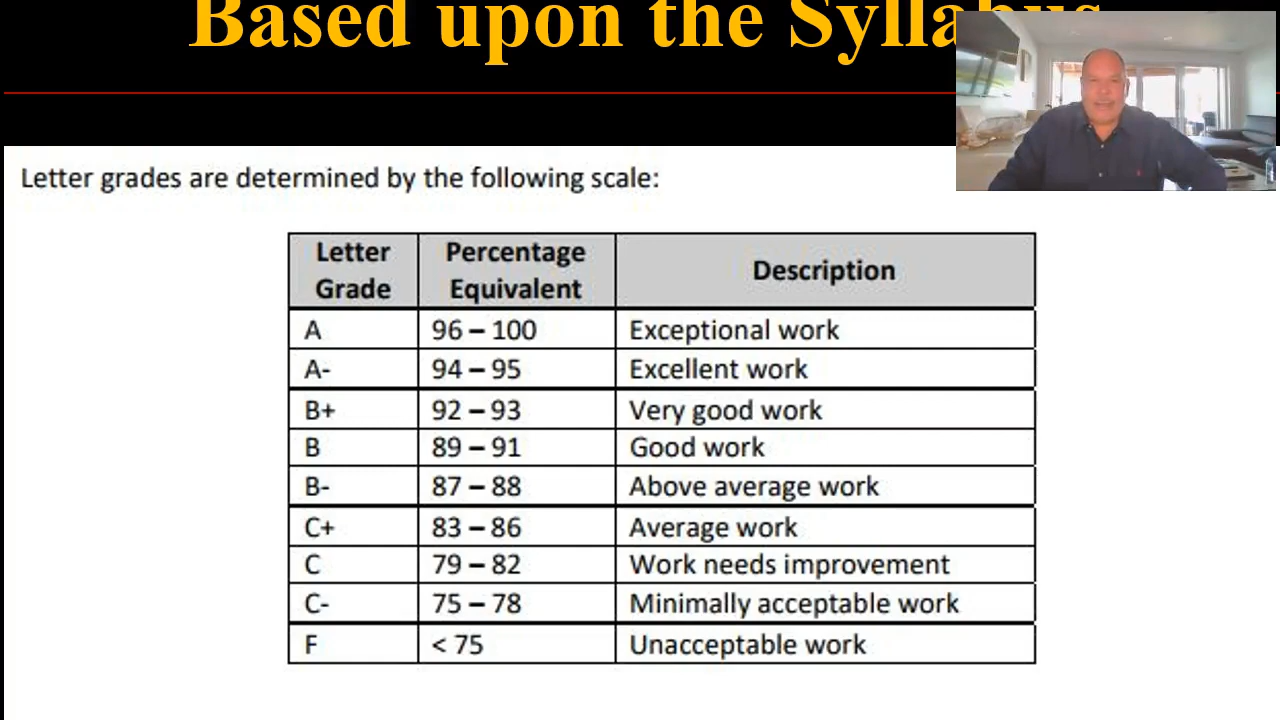 Based upon the Syllabus
Letter grades are determined by the following scale:
Letter Grade Percentage Equivalent Description
A 96 – 100 Exceptional work
A- 94 – 95 Excellent work
B+ 92 – 93 Very good work
B 89 – 91 Good work
B- 87 – 88 Above average work
C+ 83 – 86 Average work
C 79 – 82 Work needs improvement
C- 75 – 78 Minimally acceptable work
F < 75 Unacceptable work